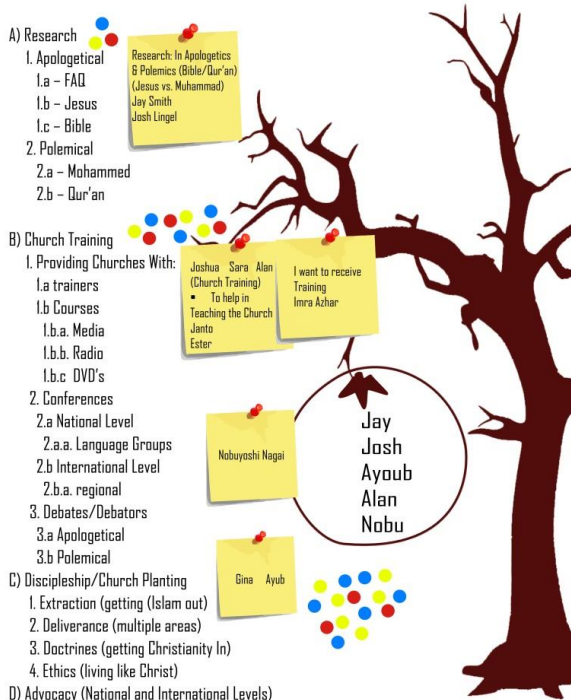 A) Research
1. Apologetical
1.a – FAQ
1.b – Jesus
1.c – Bible
2. Polemical
2.a – Mohammed
2.b – Qur'an
Research: In Apologetics
& Polemics (Bible/Qur'an)
(Jesus vs. Muhammad)
Jay Smith
Josh Lingel
B) Church Training
1. Providing Churches With:
1.a trainers
1.b Courses
1.b.a. Media
1.b.b. Radio
1.b.c DVD's
2. Conferences
2.a National Level
2.a.a. Language Groups
2.b International Level
2.b.a. regional
3. Debates/Debators
3.a Apologetical
3.b Polemical
Joshua Sara Alan
(Church Training)
▪ To help in
Teaching the Church
Janto
Ester
I want to receive
Training
Imra Azhar
Nobuyoshi Nagai
Jay
Josh
Ayoub
Alan
Nobu
Gina Ayub
C) Discipleship/Church Planting
1. Extraction (getting (Islam out)
2. Deliverance (multiple areas)
3. Doctrines (getting Christianity In)
4. Ethics (living like Christ)
D) Advocacy (National and International Levels)